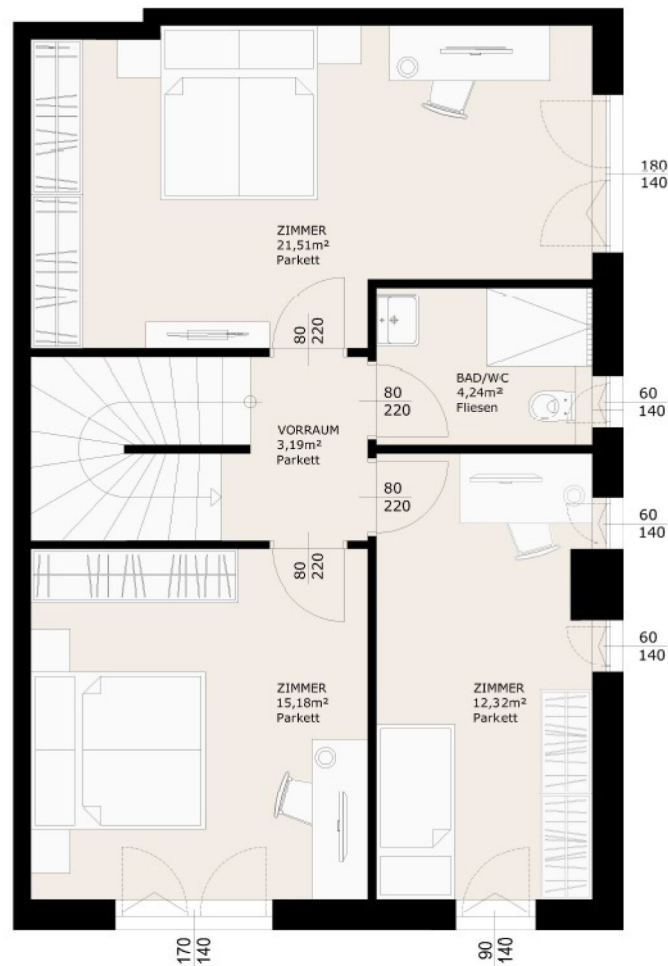 180
140
ZIMMER
21,51m²
Parkett
80
220
BAD/WC
4,24m²
Fliesen
80
220
60
140
VORRAUM
3,19m²
Parkett
80
220
60
140
80
220
60
140
ZIMMER
15,18m²
Parkett
ZIMMER
12,32m²
Parkett
170
140
90
140